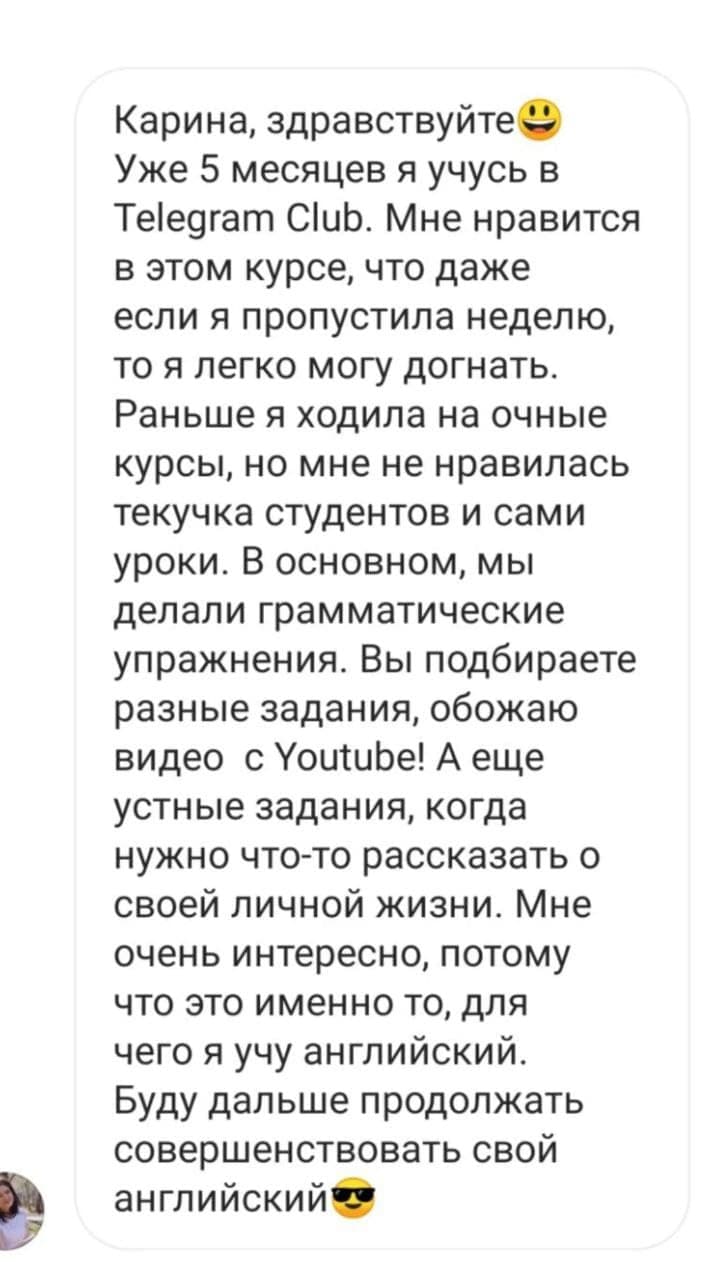 Карина, здравствуйте😃
Уже 5 месяцев я учусь в
Telegram Club. Мне нравится
в этом курсе, что даже
если я пропустила неделю,
то я легко могу догнать.
Раньше я ходила на очные
курсы, но мне не нравилась
текучка студентов и сами
уроки. В основном, мы
делали грамматические
упражнения. Вы подбираете
разные задания, обожаю
видео  с Youtube! А еще
устные задания, когда
нужно что-то рассказать о
своей личной жизни. Мне
очень интересно, потому
что это именно то, для
чего я учу английский.
Буду дальше продолжать
совершенствовать свой
английский😎